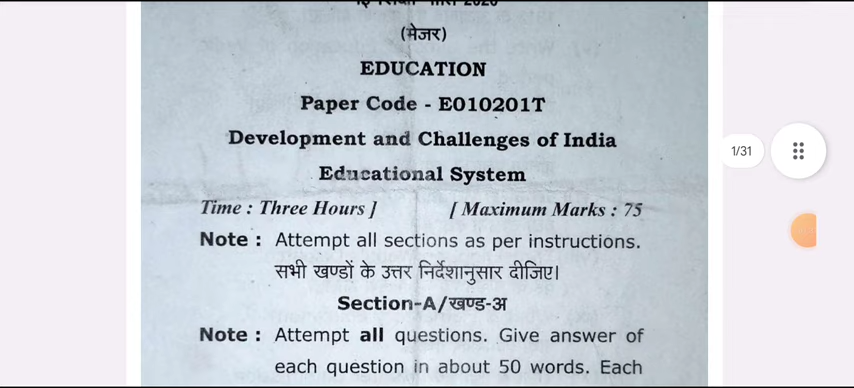 2020
(मेजर)
EDUCATION
Paper Code - E010201T
Development and Challenges of India
Educational System
Time : Three Hours ] [ Maximum Marks : 75
Note : Attempt all sections as per instructions.
सभी खण्डों के उत्तर निर्देशानुसार दीजिए।
Section-A/खण्ड-अ
Note : Attempt all questions. Give answer of
each question in about 50 words. Each
1/31